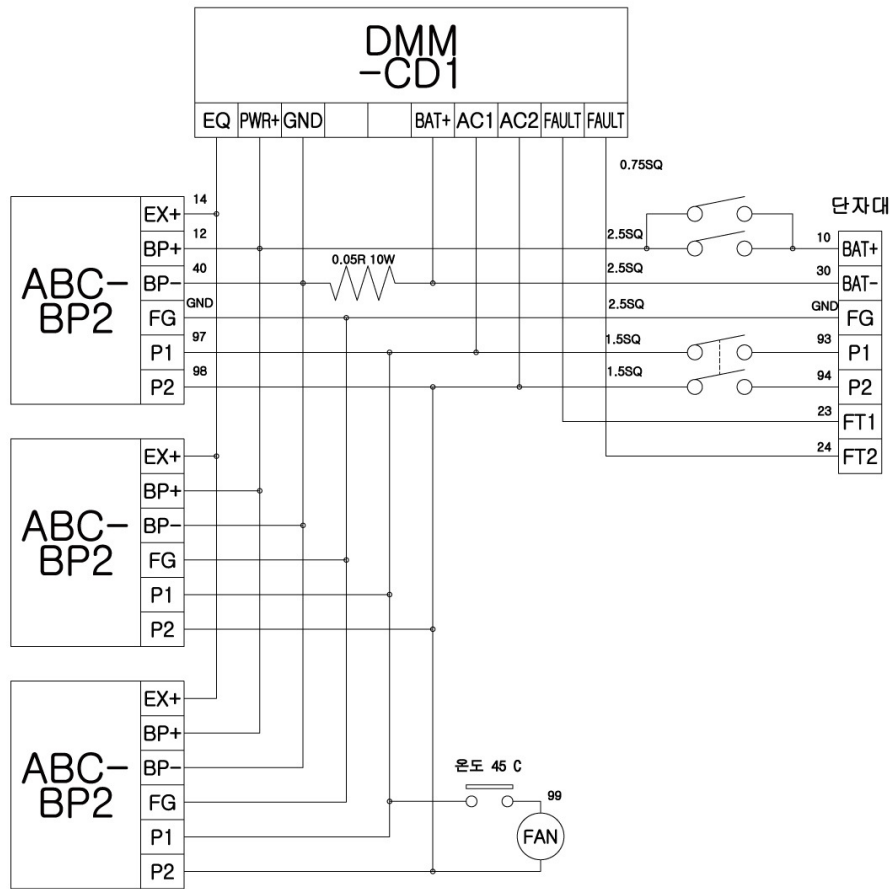 DMM
-CD1
EQ PWR+ GND BAT+ AC1 AC2 FAULT FAULT
0.75SQ
단자대
ABC-
BP2
14 EX+
12 BP+
40 BP-
GND FG
97 P1
98 P2
0.05R 10W
2.5SQ
2.5SQ
2.5SQ
1.5SQ
1.5SQ
10 BAT+
30 BAT-
GND FG
93 P1
94 P2
23 FT1
24 FT2
ABC-
BP2
EX+
BP+
BP-
FG
P1
P2
ABC-
BP2
EX+
BP+
BP-
FG
P1
P2
온도 45 C
99
FAN